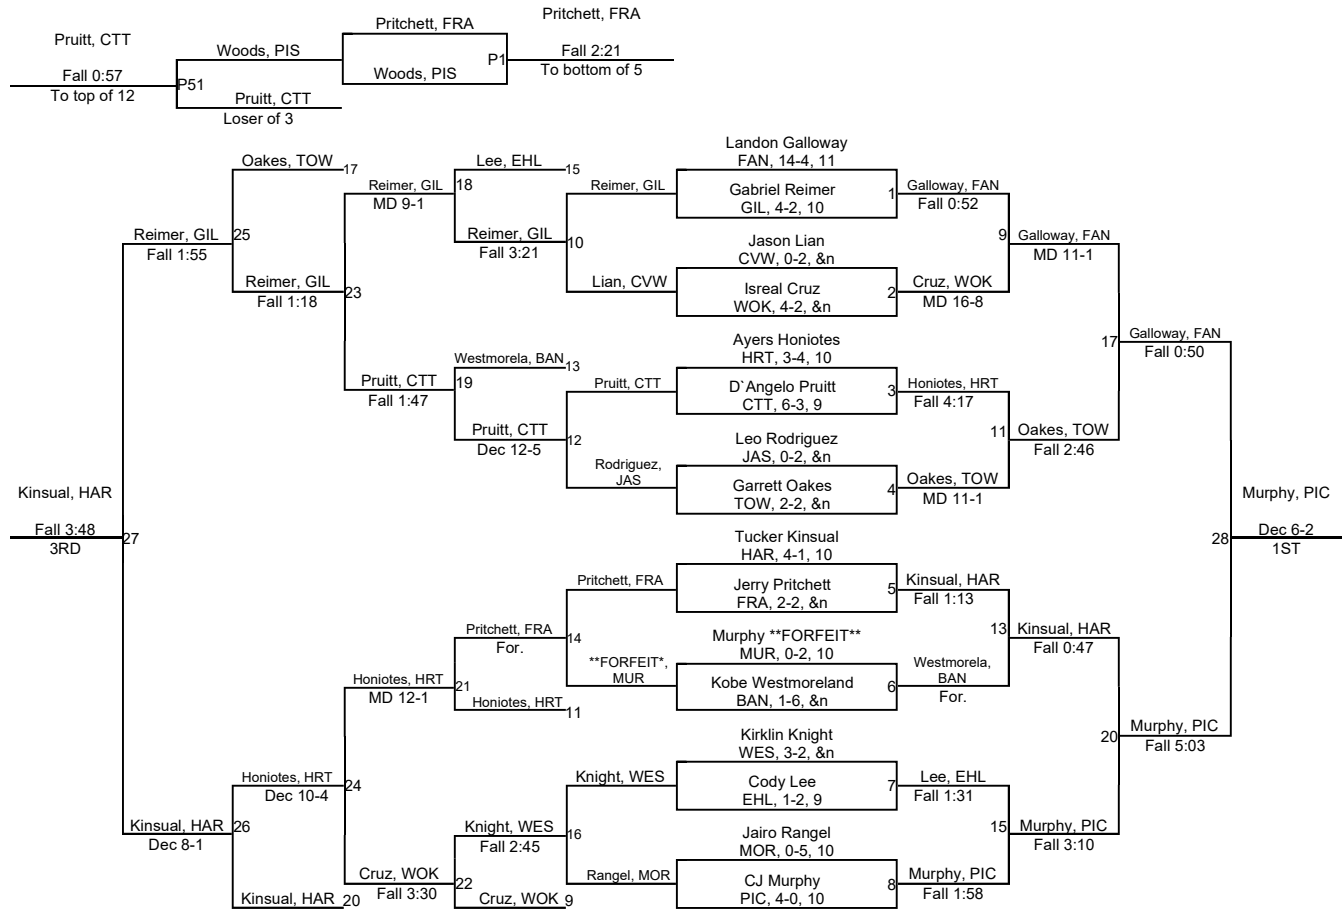 Pritchett, FRA
Pritchett, FRA
Pruitt, CTT
Woods, PIS
P1
Fall 2:21
Fall 0:57
Woods, PIS
To bottom of 5
P51
To top of 12
Pruitt, CTT
Loser of 3
Landon Galloway
Oakes, TOW 17
Lee, EHL 15
FAN, 14-4, 11
Reimer, GIL 18
Reimer, GIL
Gabriel Reimer 1
Galloway, FAN
MD 9-1
GIL, 4-2, 10
Fall 0:52
Reimer, GIL 25
Reimer, GIL 10
Jason Lian
9 Galloway, FAN
Fall 1:55
Fall 3:21
CVW, 0-2, &n
MD 11-1
Reimer, GIL 23
Lian, CVW
Isreal Cruz 2
Cruz, WOK
Fall 1:18
WOK, 4-2, &n
MD 16-8
Ayers Honiotes
17 Galloway, FAN
Westmorela, BAN 13
HRT, 3-4, 10
Fall 0:50
Pruitt, CTT 19
Pruitt, CTT
D`Angelo Pruitt 3
Honiotes, HRT
Fall 1:47
CTT, 6-3, 9
Fall 4:17
Pruitt, CTT 12
Leo Rodriguez
11 Oakes, TOW
Dec 12-5
JAS, 0-2, &n
Fall 2:46
Rodriguez,
JAS
Garrett Oakes 4
Oakes, TOW
TOW, 2-2, &n
MD 11-1
Kinsual, HAR
Murphy, PIC
Fall 3:48
27
28
Dec 6-2
3RD
1ST
Tucker Kinsual
HAR, 4-1, 10
Pritchett, FRA
Jerry Pritchett 5
Kinsual, HAR
FRA, 2-2, &n
Fall 1:13
Pritchett, FRA 14
Murphy **FORFEIT**
13 Kinsual, HAR
For.
MUR, 0-2, 10
Fall 0:47
**FORFEIT*,
MUR
Kobe Westmoreland 6
Westmorela,
BAN
Honiotes, HRT 21
BAN, 1-6, &n
For.
MD 12-1
Honiotes, HRT 11
Kirklin Knight
20 Murphy, PIC
WES, 3-2, &n
Fall 5:03
Honiotes, HRT 24
Knight, WES
Cody Lee 7
Lee, EHL
Dec 10-4
EHL, 1-2, 9
Fall 1:31
Kinsual, HAR 26
Knight, WES 16
Jairo Rangel
15 Murphy, PIC
Dec 8-1
Fall 2:45
MOR, 0-5, 10
Fall 3:10
Cruz, WOK 22
Rangel, MOR
CJ Murphy 8
Murphy, PIC
Fall 3:30
PIC, 4-0, 10
Fall 1:58
Kinsual, HAR 20
Cruz, WOK 9